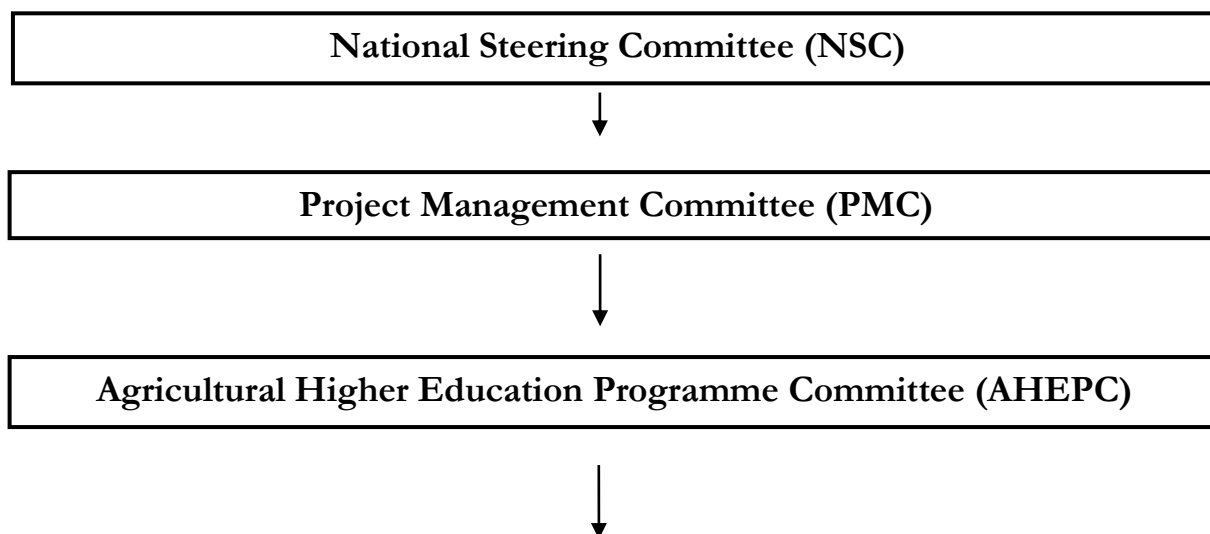 National Steering Committee (NSC)
Project Management Committee (PMC)
Agricultural Higher Education Programme Committee (AHEPC)